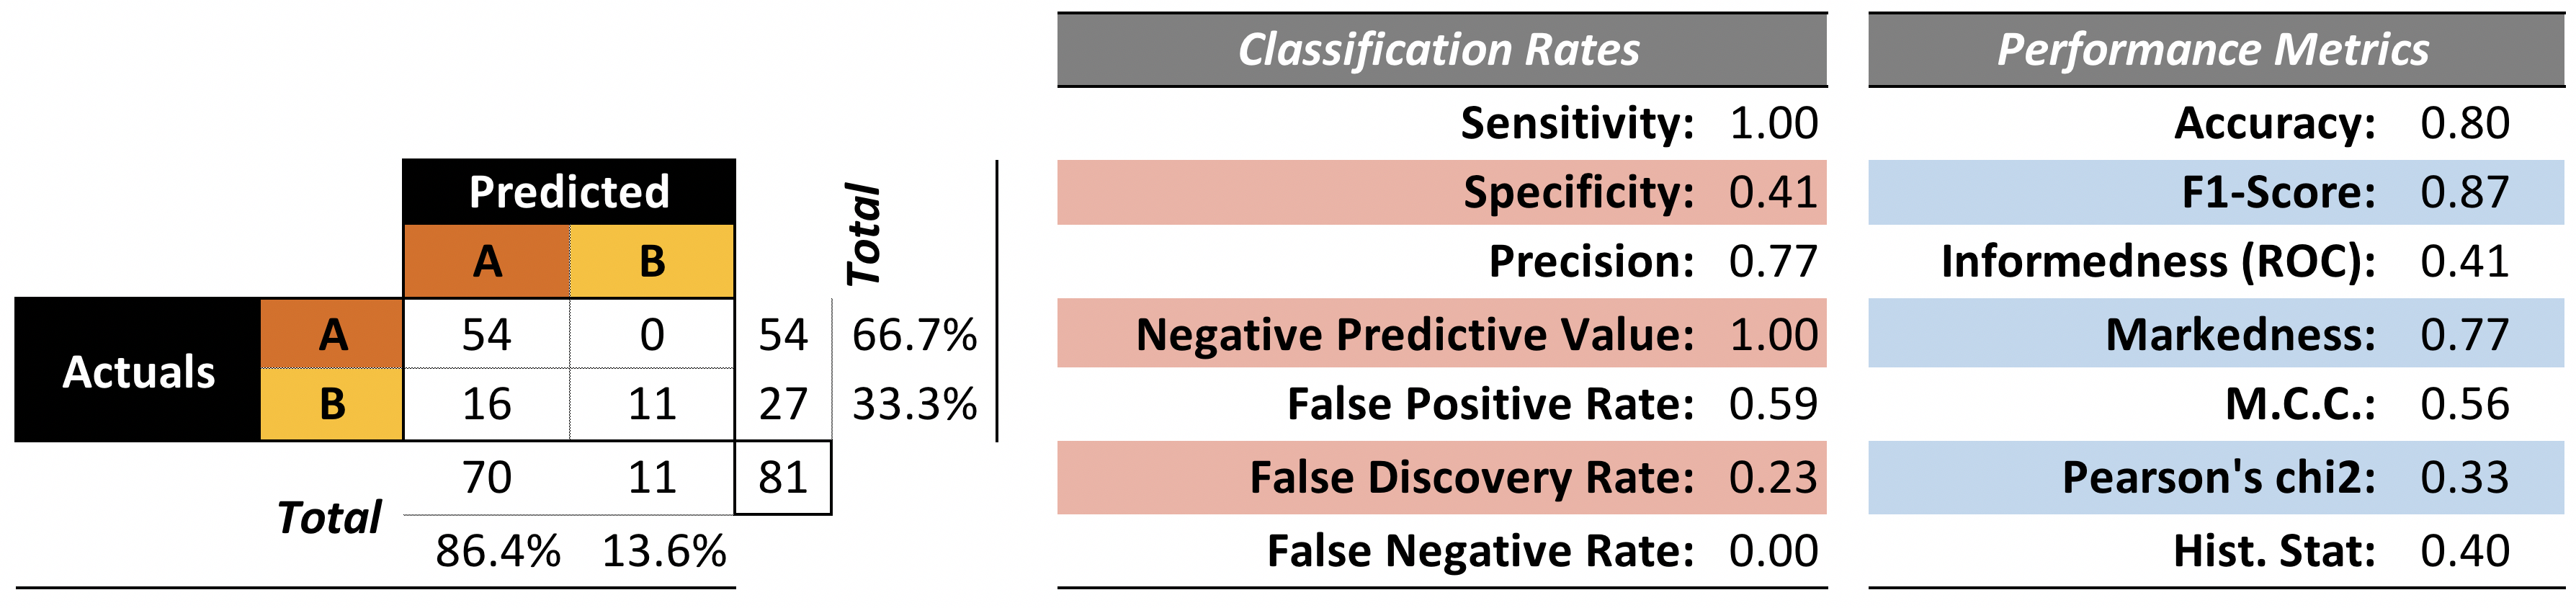 Predicted
A B
Total
Actuals
A 54 0 54 66.7%
B 16 11 27 33.3%
70 11 81
Total
86.4% 13.6%
Classification Rates
Sensitivity: 1.00
Specificity: 0.41
Precision: 0.77
Negative Predictive Value: 1.00
False Positive Rate: 0.59
False Discovery Rate: 0.23
False Negative Rate: 0.00
Performance Metrics
Accuracy: 0.80
F1-Score: 0.87
Informedness (ROC): 0.41
Markedness: 0.77
M.C.C.: 0.56
Pearson's chi2: 0.33
Hist. Stat: 0.40